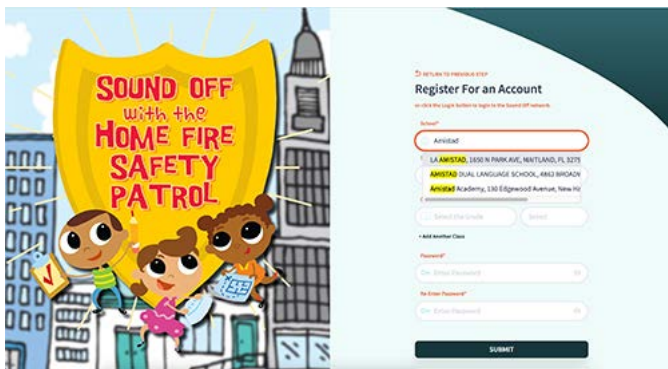 SOUND OFF
with the
HOME FIRE
SAFETY
PATROL
RETURN TO PREVIOUS STEP
Register For an Account
or click the Login button to login to the Sound Off network.
School*
Amistad
LA AMISTAD, 1650 N PARK AVE, MAITLAND, FL 3275
AMISTAD DUAL LANGUAGE SCHOOL, 4862 BROADW
Amistad Academy, 130 Edgewood Avenue, New Ha
Select the Grade
Select
+ Add Another Class
Password*
Enter Password
Re Enter Password*
Enter Password
SUBMIT